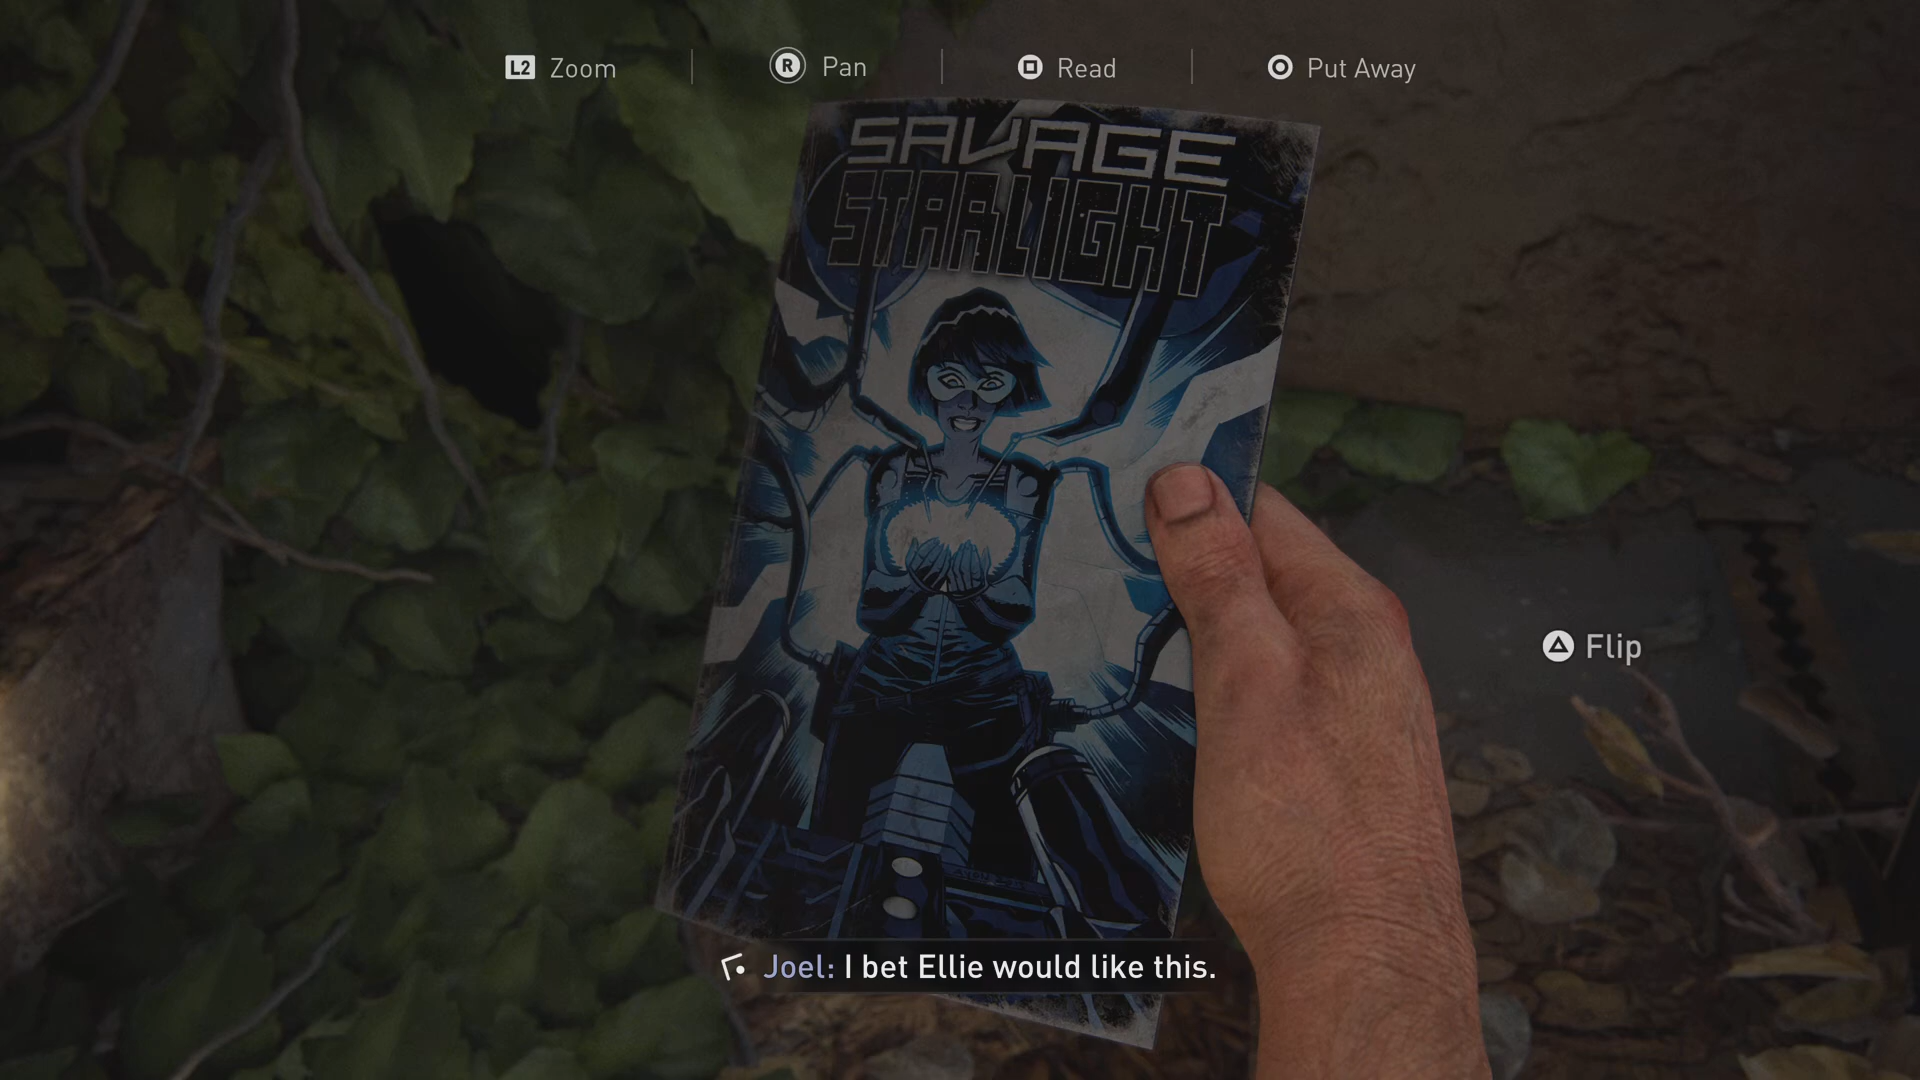 L2 Zoom
R Pan
Read
Put Away
SAVAGE
STARLIGHT
Flip
Joel: I bet Ellie would like this.